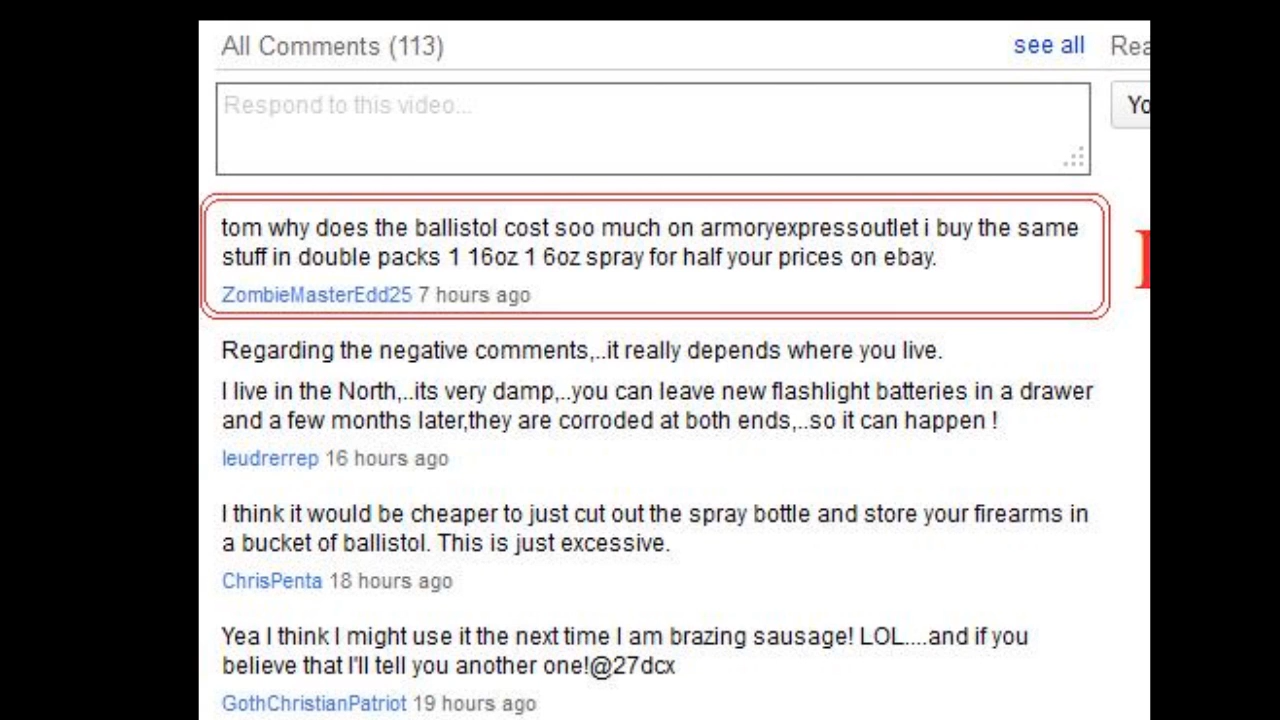 All Comments (113)
see all
Respond to this video...
tom why does the ballistol cost soo much on armoryexpressoutlet i buy the same
stuff in double packs 1 16oz 1 6oz spray for half your prices on ebay.
ZombieMasterEdd25 7 hours ago
Regarding the negative comments,..it really depends where you live.
I live in the North,..its very damp,..you can leave new flashlight batteries in a drawer
and a few months later,they are corroded at both ends,..so it can happen !
leudrerrep 16 hours ago
I think it would be cheaper to just cut out the spray bottle and store your firearms in
a bucket of ballistol. This is just excessive.
ChrisPenta 18 hours ago
Yea I think I might use it the next time I am brazing sausage! LOL....and if you
believe that I'll tell you another one!@27dcx
GothChristianPatriot 19 hours ago